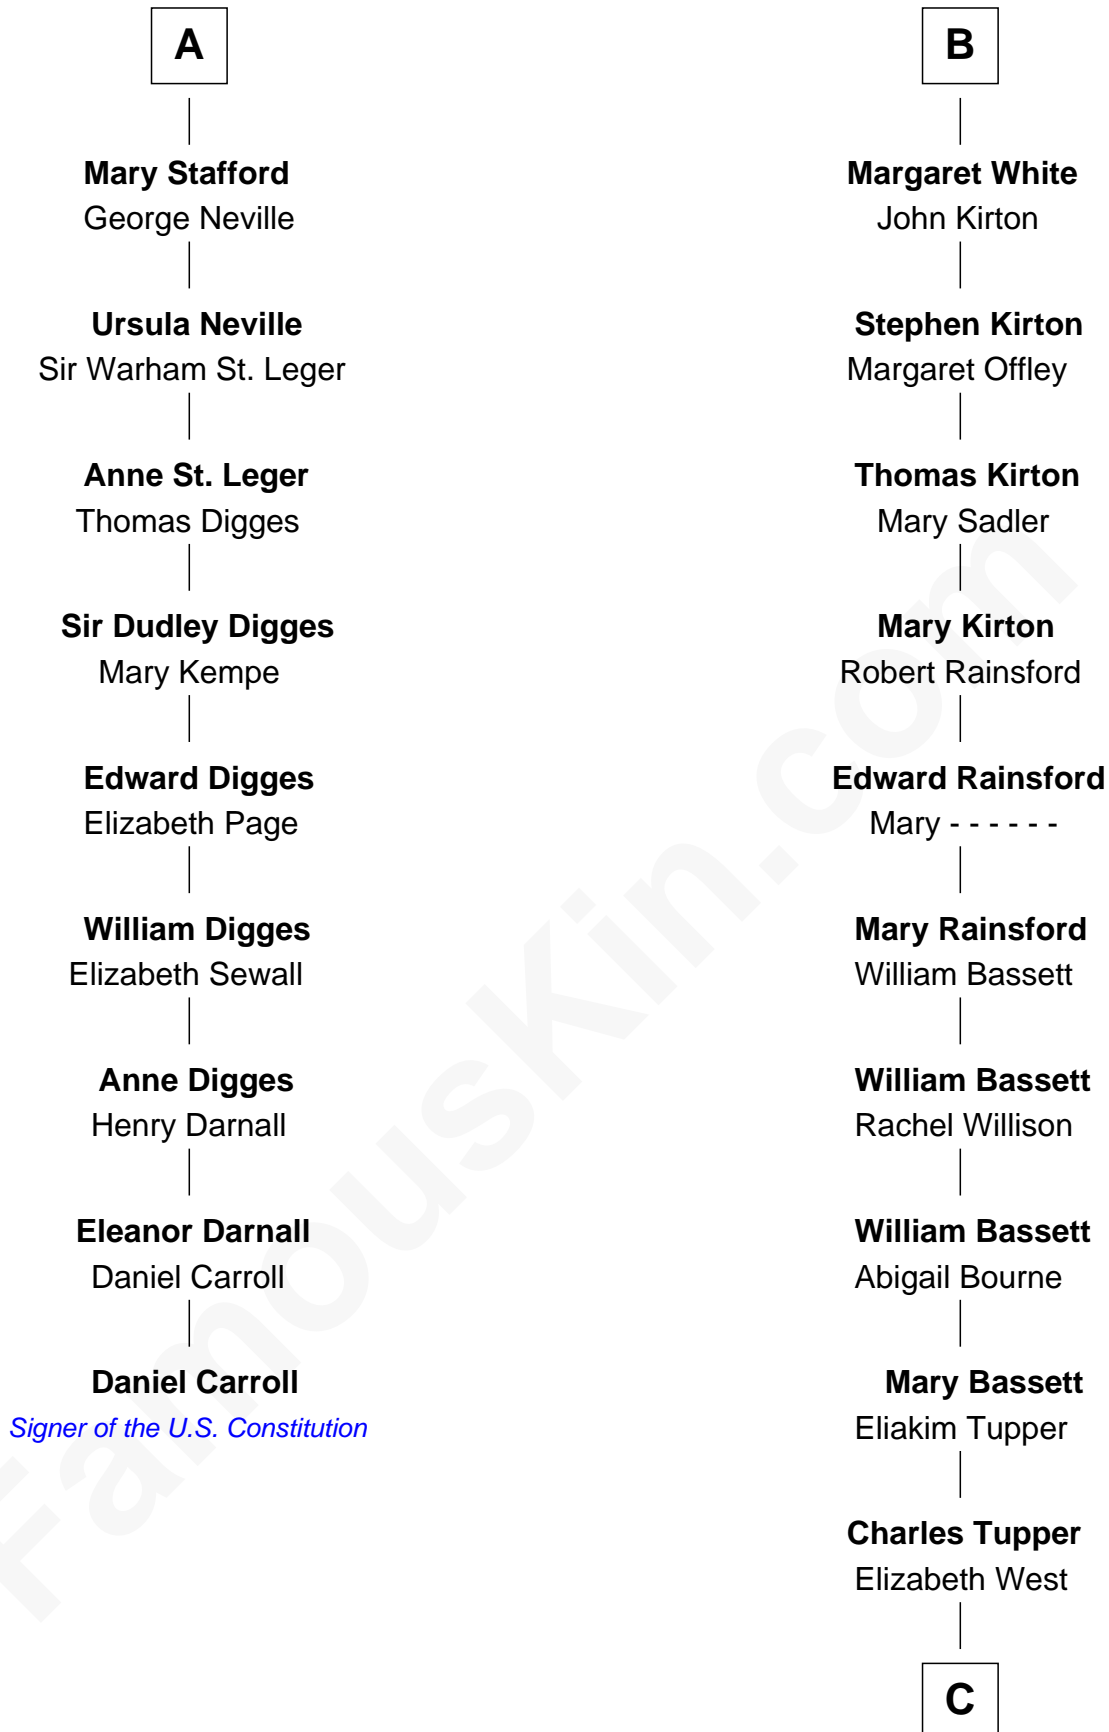 A
Mary Stafford
George Neville
Ursula Neville
Sir Warham St. Leger
Anne St. Leger
Thomas Digges
Sir Dudley Digges
Mary Kempe
Edward Digges
Elizabeth Page
William Digges
Elizabeth Sewall
Anne Digges
Henry Darnall
Eleanor Darnall
Daniel Carroll
Daniel Carroll
Signer of the U.S. Constitution
B
Margaret White
John Kirton
Stephen Kirton
Margaret Offley
Thomas Kirton
Mary Sadler
Mary Kirton
Robert Rainsford
Edward Rainsford
Mary - - - - - -
Mary Rainsford
William Bassett
William Bassett
Rachel Willison
William Bassett
Abigail Bourne
Mary Bassett
Eliakim Tupper
Charles Tupper
Elizabeth West
C
FamousKin.com